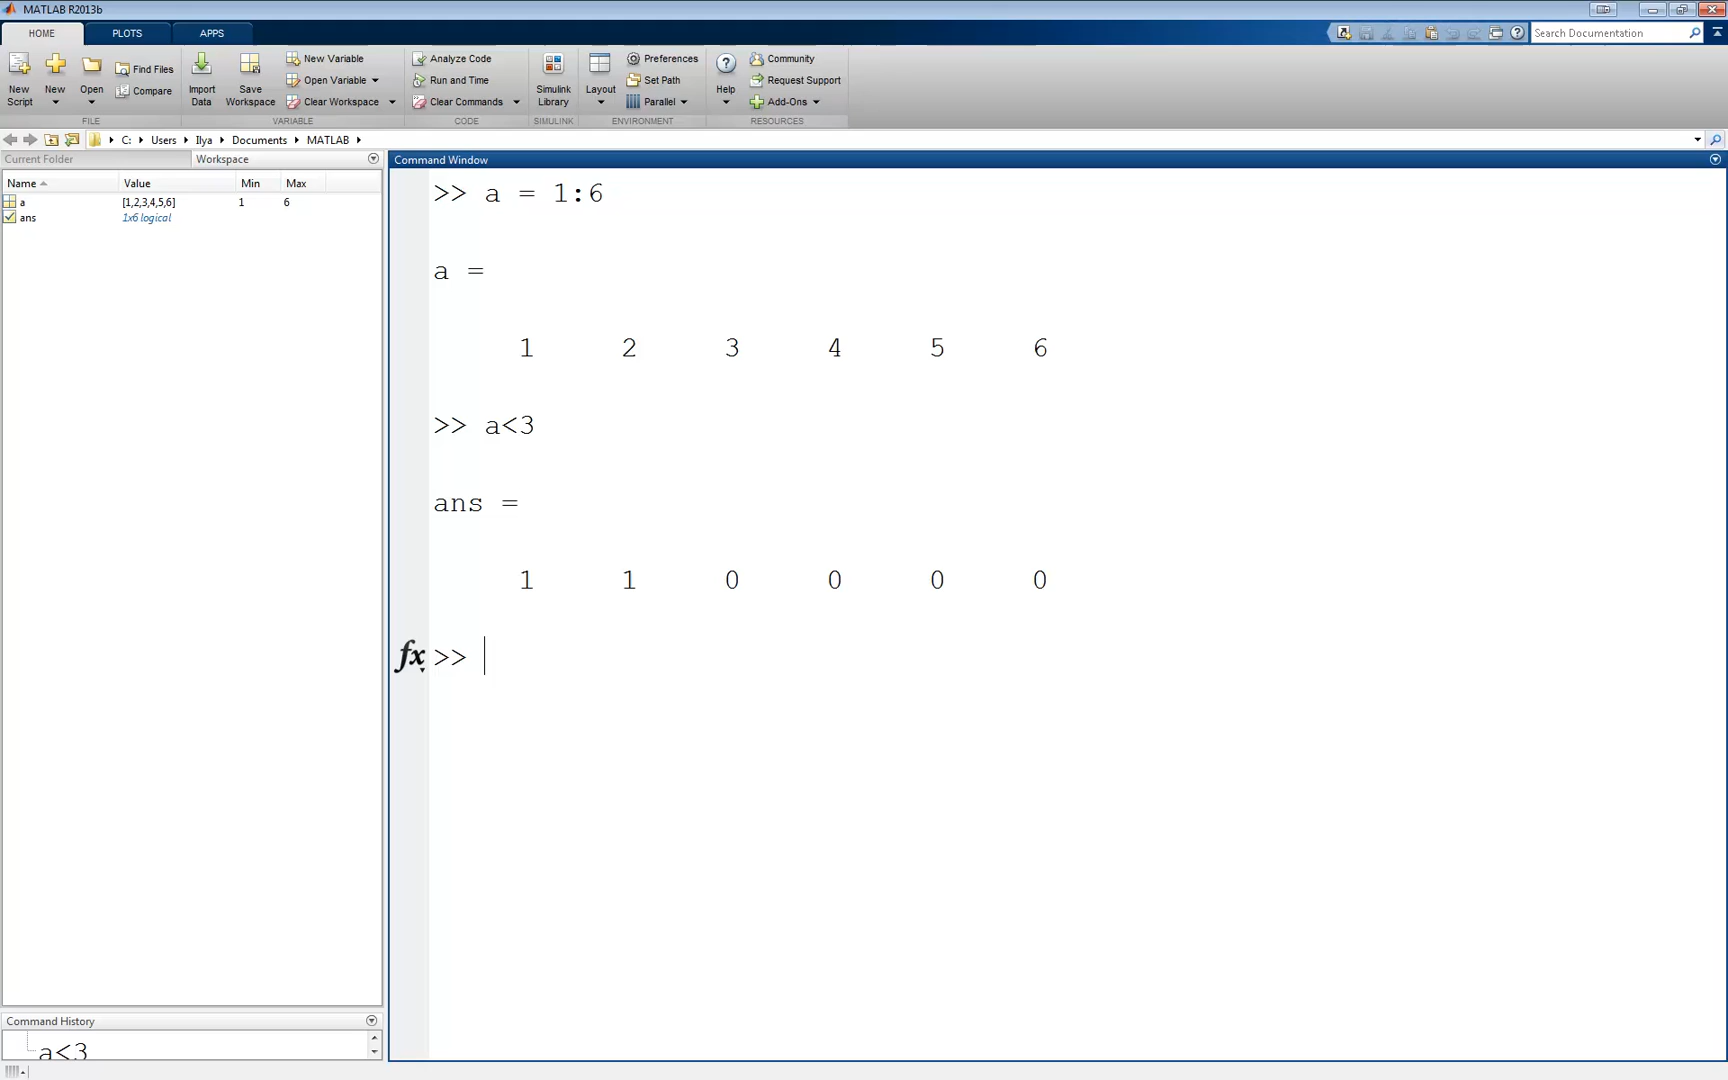 MATLAB R2013b
HOME PLOTS APPS
Search Documentation
New Script
New
Open
Find Files
Compare
Import Data
Save Workspace
New Variable
Open Variable
Clear Workspace
Analyze Code
Run and Time
Clear Commands
Simulink Library
Layout
Preferences
Set Path
Parallel
Help
Community
Request Support
Add-Ons
FILE VARIABLE CODE SIMULINK ENVIRONMENT RESOURCES
C: Users Ilya Documents MATLAB
Current Folder Workspace
Name Value Min Max
a [1,2,3,4,5,6] 1 6
ans 1x6 logical
Command Window
>> a = 1:6
a =
1 2 3 4 5 6
>> a<3
ans =
1 1 0 0 0 0
fx >>
Command History
a<3